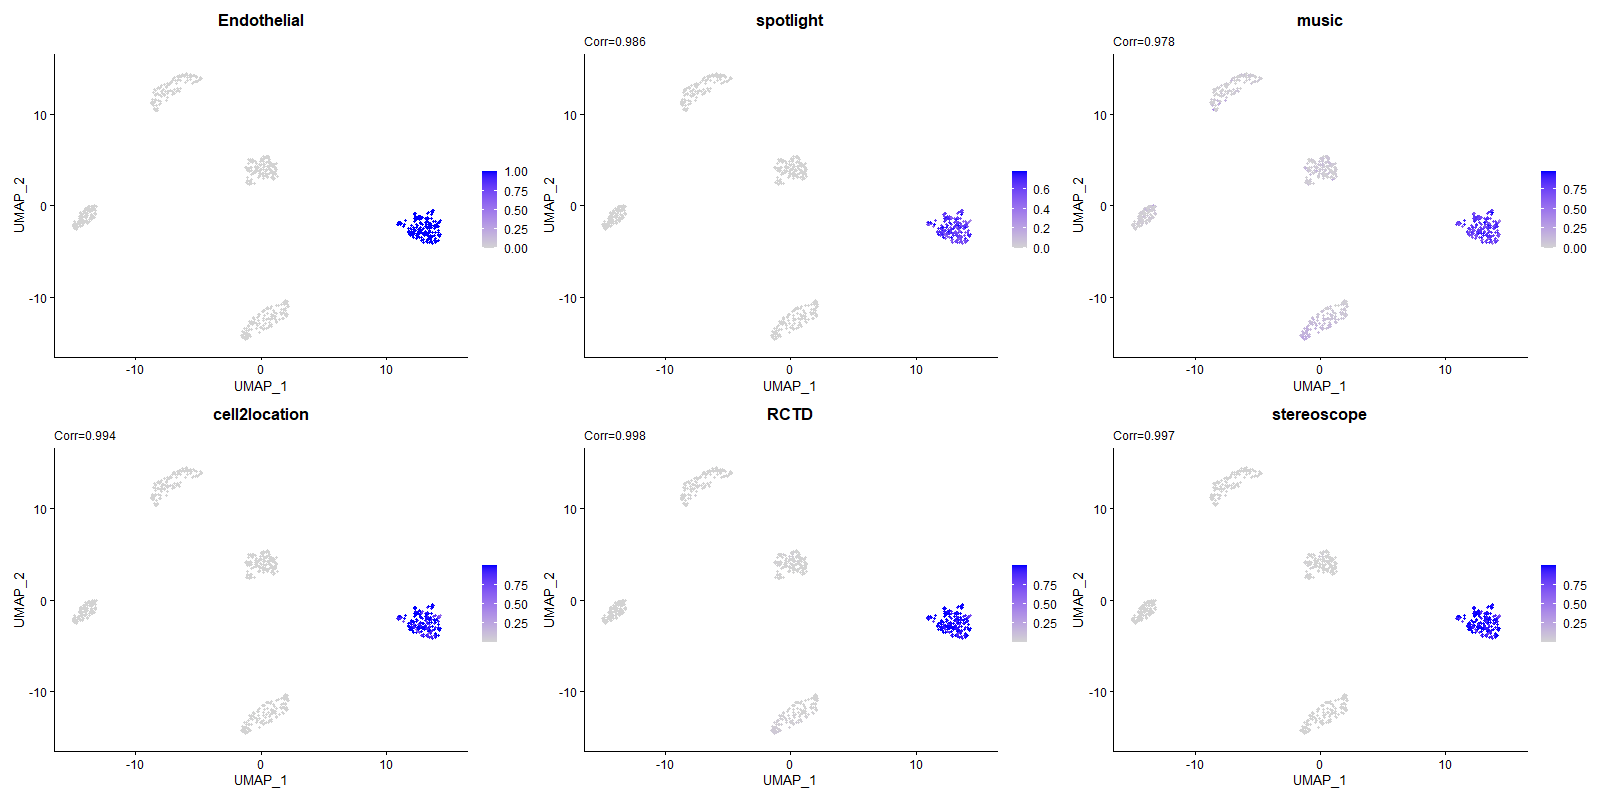 Endothelial
10
0
-10
-10
0
10
UMAP_1
UMAP_2
1.00
0.75
0.50
0.25
0.00
spotlight
Corr=0.986
10
0
-10
-10
0
10
UMAP_1
UMAP_2
0.6
0.4
0.2
0.0
music
Corr=0.978
10
0
-10
-10
0
10
UMAP_1
UMAP_2
0.75
0.50
0.25
0.00
cell2location
Corr=0.994
10
0
-10
-10
0
10
UMAP_1
UMAP_2
0.75
0.50
0.25
RCTD
Corr=0.998
10
0
-10
-10
0
10
UMAP_1
UMAP_2
0.75
0.50
0.25
stereoscope
Corr=0.997
10
0
-10
-10
0
10
UMAP_1
UMAP_2
0.75
0.50
0.25